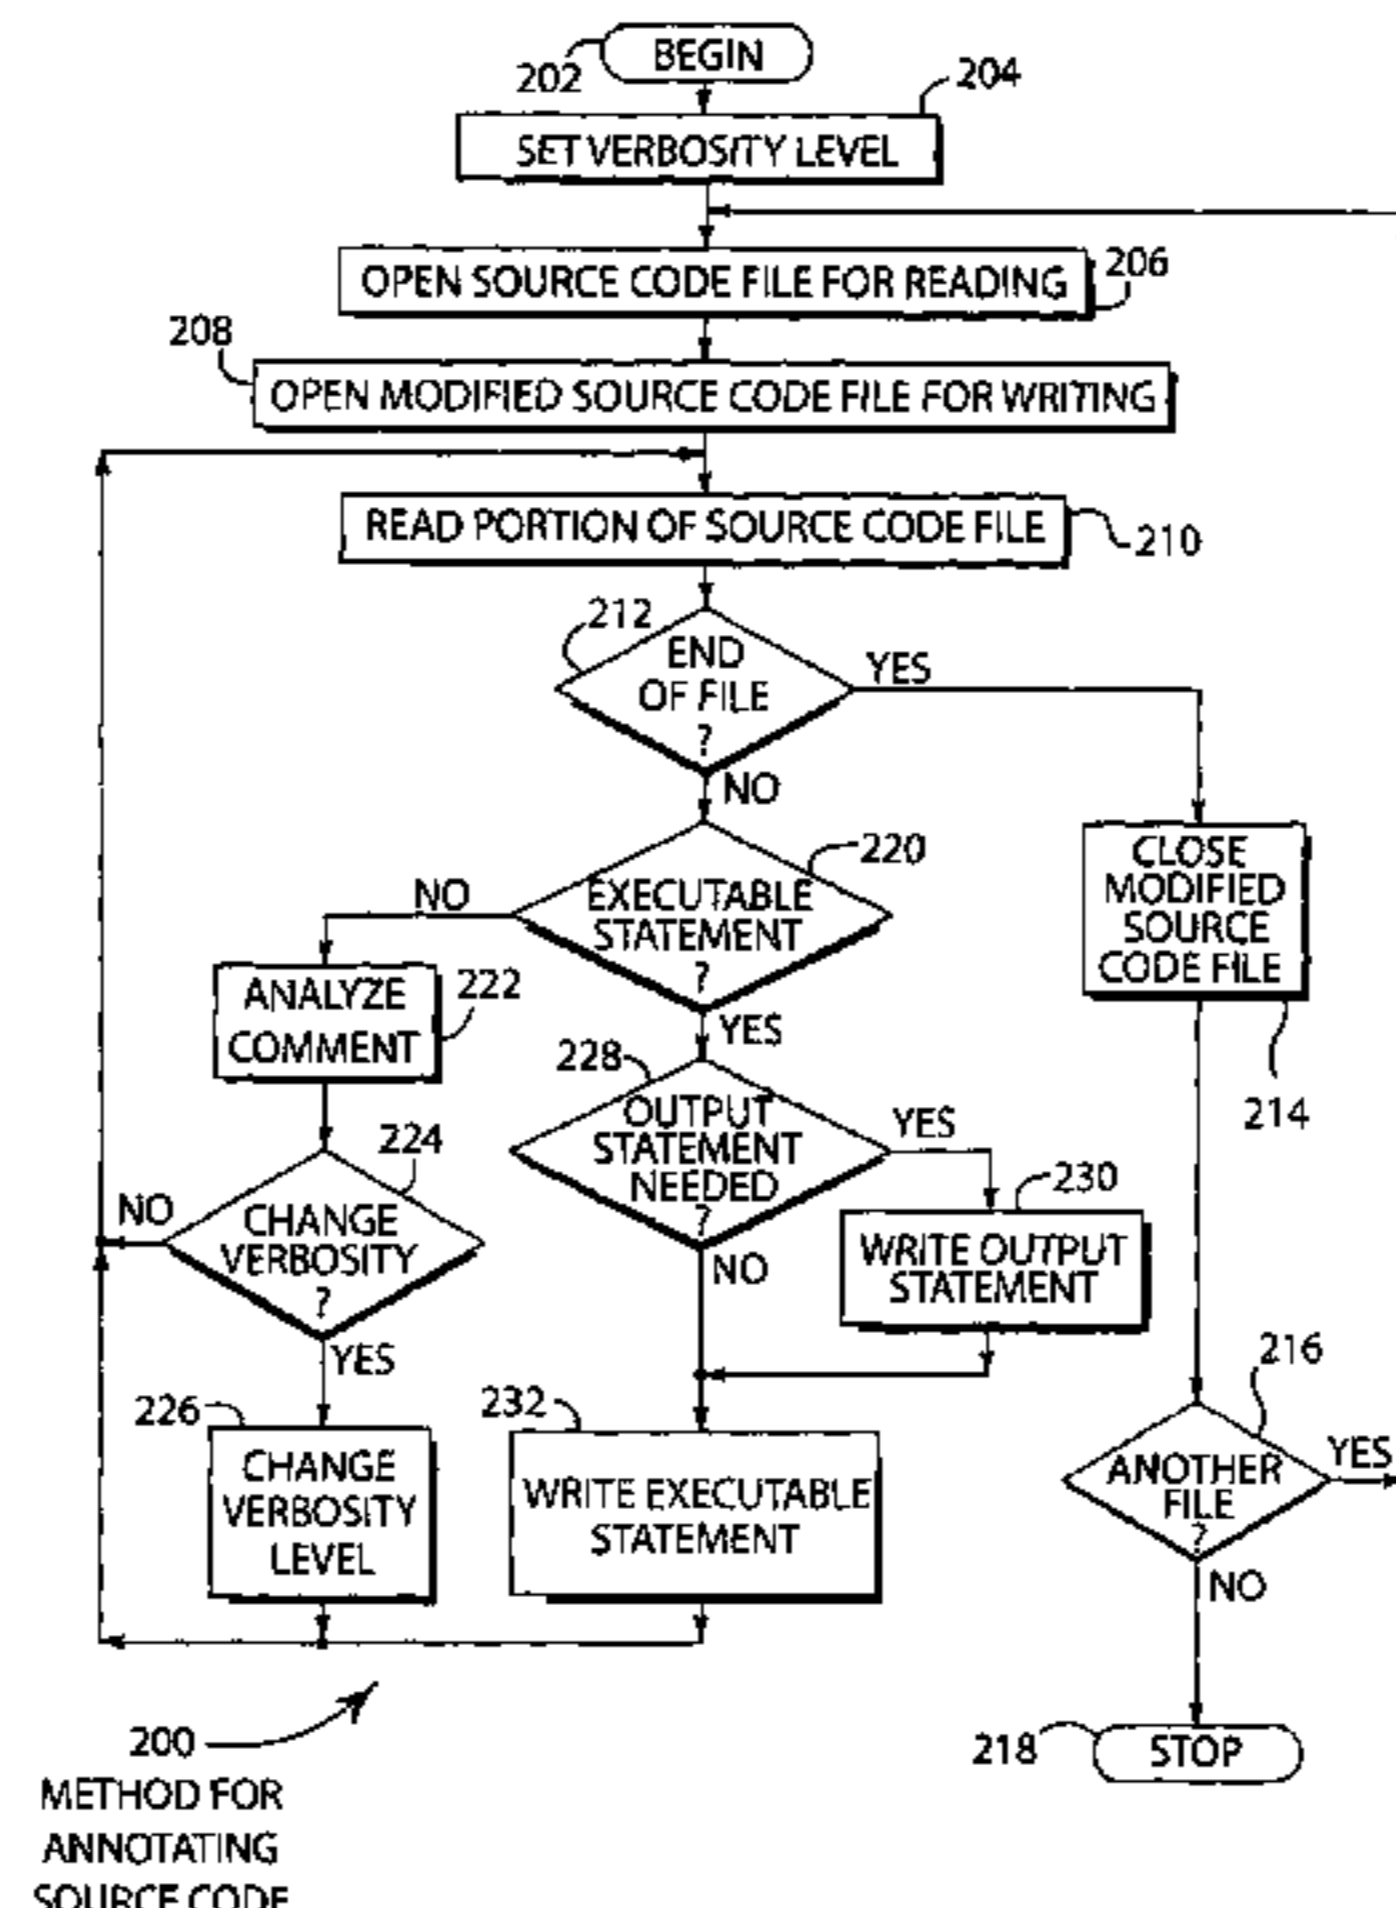 BEGIN
202
204
SET VERBOSITY LEVEL
OPEN SOURCE CODE FILE FOR READING
206
208
OPEN MODIFIED SOURCE CODE FILE FOR WRITING
READ PORTION OF SOURCE CODE FILE
210
212
END
OF FILE
?
YES
NO
220
EXECUTABLE
STATEMENT
?
NO
YES
CLOSE
MODIFIED
SOURCE
CODE FILE
214
ANALYZE
COMMENT
222
228
OUTPUT
STATEMENT
NEEDED
?
YES
NO
230
WRITE OUTPUT
STATEMENT
224
CHANGE
VERBOSITY
?
NO
YES
226
CHANGE
VERBOSITY
LEVEL
232
WRITE EXECUTABLE
STATEMENT
216
ANOTHER
FILE
?
YES
NO
218
STOP
200
METHOD FOR
ANNOTATING
SOURCE CODE